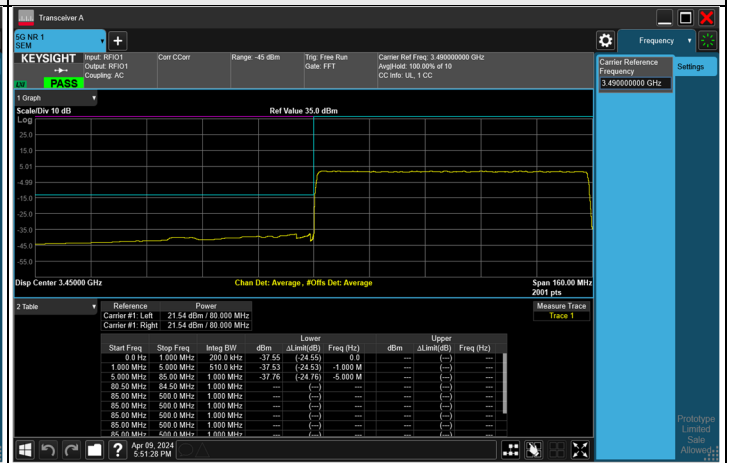 Transceiver A
5G NR 1
SEM
Frequency
KEYSIGHT
LW
PASS
Input: RFIO1
Output: RFIO1
Coupling: AC
Corr CCorr
Range: -45 dBm
Trig: Free Run
Gate: FFT
Carrier Ref Freq: 3.490000000 GHz
Avg|Hold: 100.00% of 10
CC Info: UL, 1 CC
Carrier Reference
Frequency
3.490000000 GHz
Settings
1 Graph
Scale/Div 10 dB
Ref Value 35.0 dBm
Log
25.0
15.0
5.01
-4.99
-15.0
-25.0
-35.0
-45.0
-55.0
Disp Center 3.45000 GHz
Chan Det: Average, #Offs Det: Average
Span 160.00 MHz
2001 pts
2 Table
Reference Power
Carrier #1: Left 21.54 dBm / 80.000 MHz
Carrier #1: Right 21.54 dBm / 80.000 MHz
Measure Trace
Trace 1
Lower Upper
Start Freq Stop Freq Integ BW dBm ΔLimit(dB) Freq (Hz) dBm ΔLimit(dB) Freq (Hz)
0.0 Hz 1.000 MHz 200.0 kHz -37.55 (-24.55) 0.0 --- (---) ---
1.000 MHz 5.000 MHz 510.0 kHz -37.53 (-24.53) -1.000 M --- (---) ---
5.000 MHz 85.00 MHz 1.000 MHz -37.76 (-24.76) -5.000 M --- (---) ---
80.50 MHz 84.50 MHz 1.000 MHz --- (---) --- --- (---) ---
85.00 MHz 500.0 MHz 1.000 MHz --- (---) --- --- (---) ---
85.00 MHz 500.0 MHz 1.000 MHz --- (---) --- --- (---) ---
85.00 MHz 500.0 MHz 1.000 MHz --- (---) --- --- (---) ---
85.00 MHz 500.0 MHz 1.000 MHz --- (---) --- --- (---) ---
85.00 MHz 500.0 MHz 1.000 MHz --- (---) --- --- (---) ---
Prototype
Limited
Sale
Allowed
?
Apr 09, 2024
5:51:28 PM